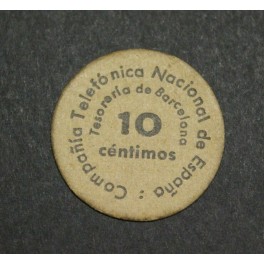 Compañía Telefónica Nacional de España :
Tesorería de Barcelona
10
céntimos